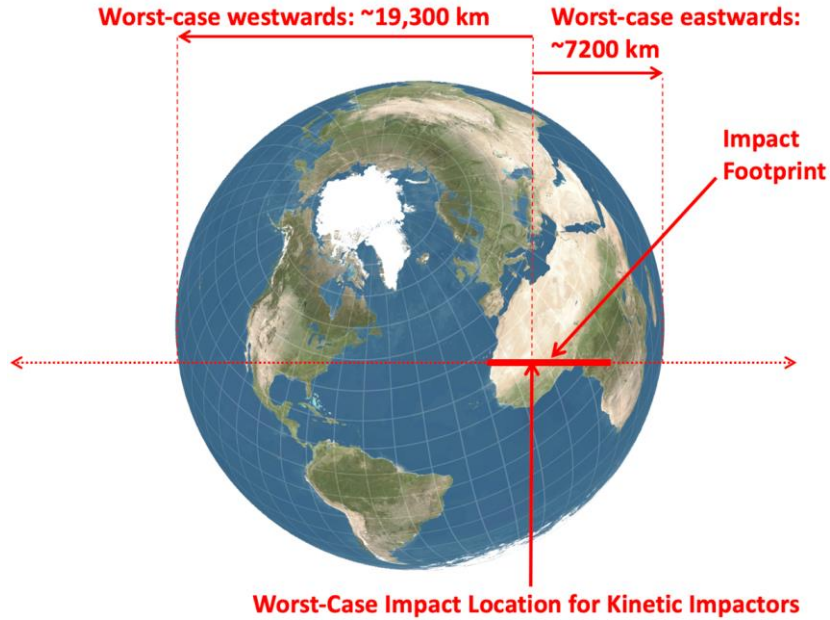 Worst-case westwards: ~19,300 km
Worst-case eastwards:
~7200 km
Impact
Footprint
Worst-Case Impact Location for Kinetic Impactors